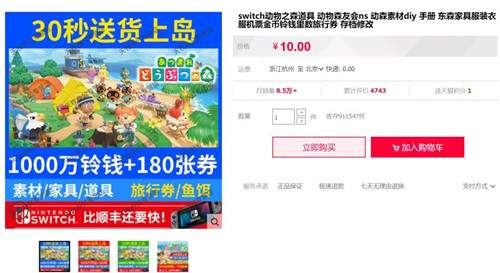 30秒送货上岛
あつまれ
どうぶつの森
1000万铃钱+180张券
素材/家具/道具 旅行券/鱼饵
NINTENDO
SWITCH.
比顺丰还要快!
switch动物之森道具 动物森友会ns 动森素材diy 手册 东森家具服装衣
服机票金币铃钱里数旅行券 存档修改
价格 ¥10.00
运费 浙江杭州 至 北京 快递: 0.00
月销量 8.5万+ 累计评价 4743 送天猫积分 1
数量 1 件 库存911547件
立即购买 加入购物车
服务承诺 正品保证 极速退款 七天无理由退换 支付方式